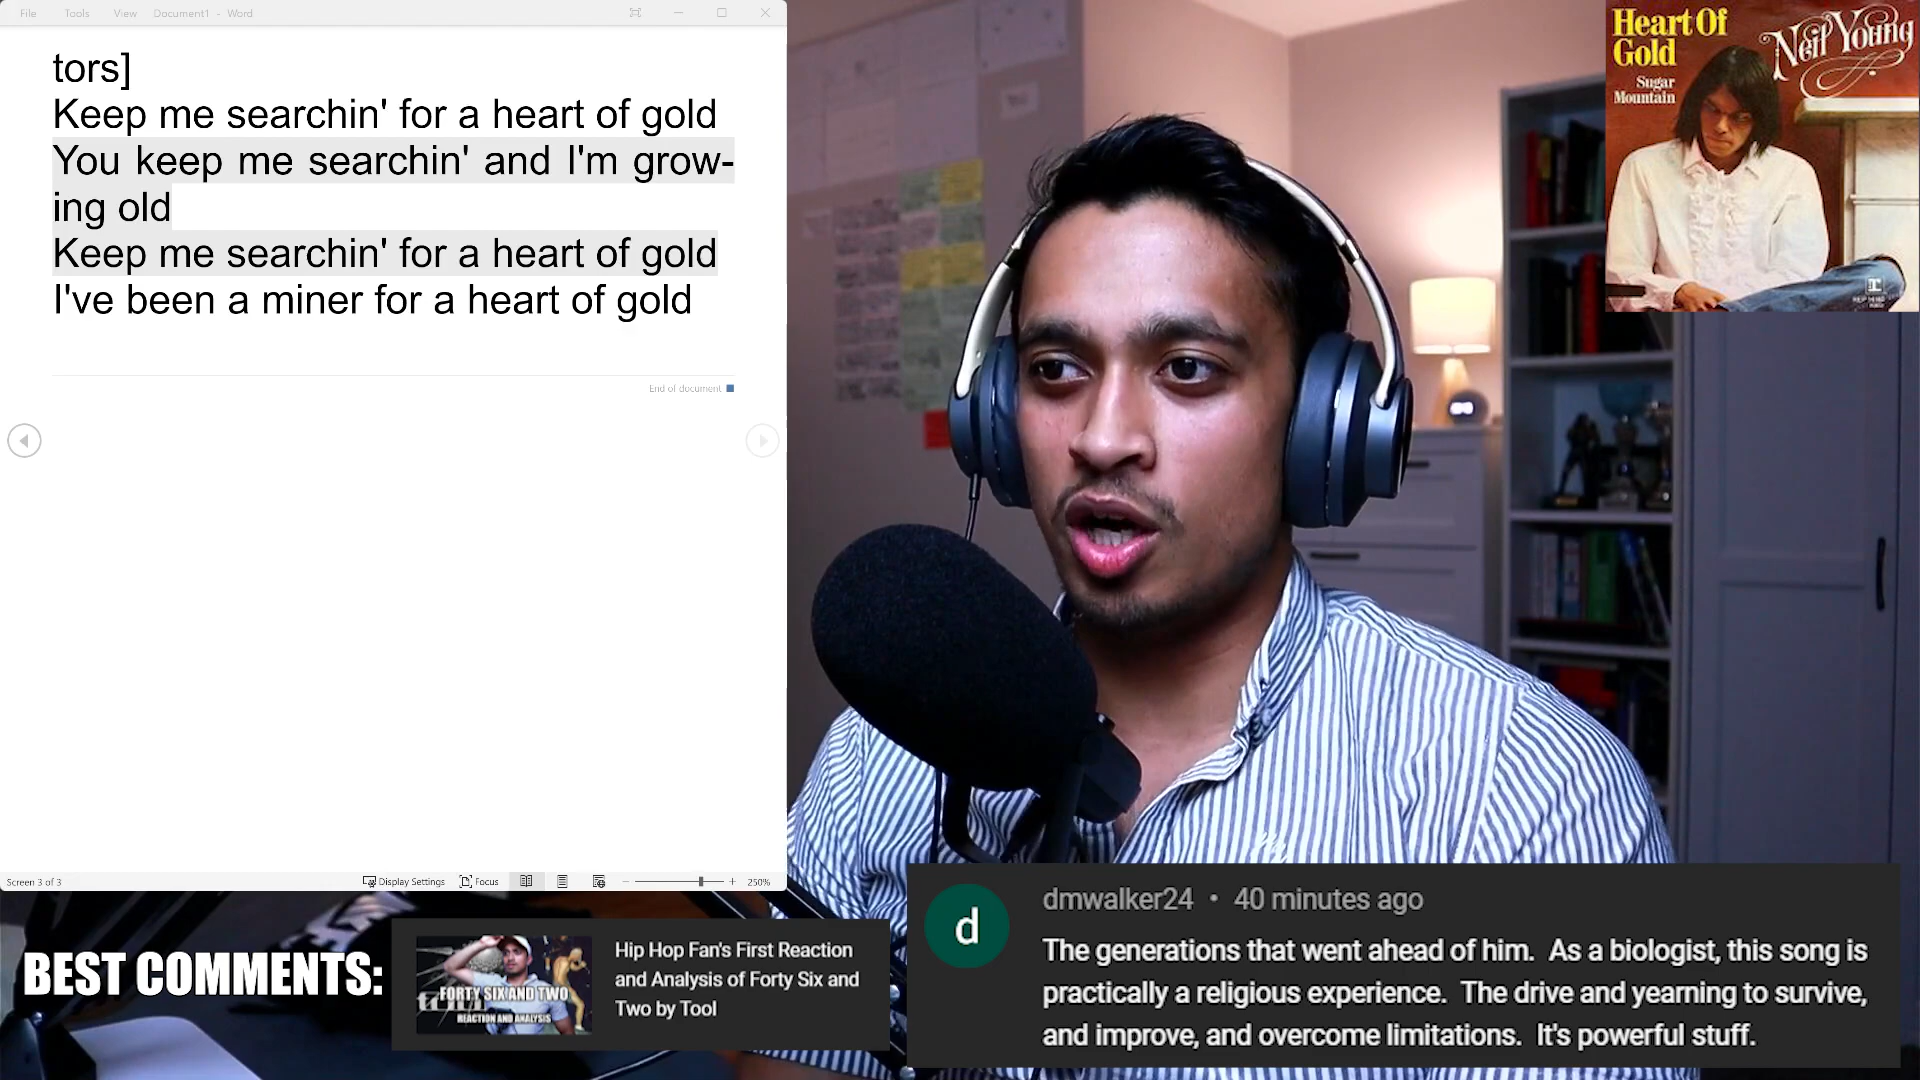 File Tools View Document1 - Word
tors]
Keep me searchin' for a heart of gold
You keep me searchin' and I'm grow-
ing old
Keep me searchin' for a heart of gold
I've been a miner for a heart of gold
End of document
Screen 3 of 3 Display Settings Focus 250%
Heart Of
Gold
Neil Young
Sugar
Mountain
BEST COMMENTS:
FORTY SIX AND TWO
REACTION AND ANALYSIS
Hip Hop Fan's First Reaction
and Analysis of Forty Six and
Two by Tool
d
dmwalker24 • 40 minutes ago
The generations that went ahead of him. As a biologist, this song is
practically a religious experience. The drive and yearning to survive,
and improve, and overcome limitations. It's powerful stuff.